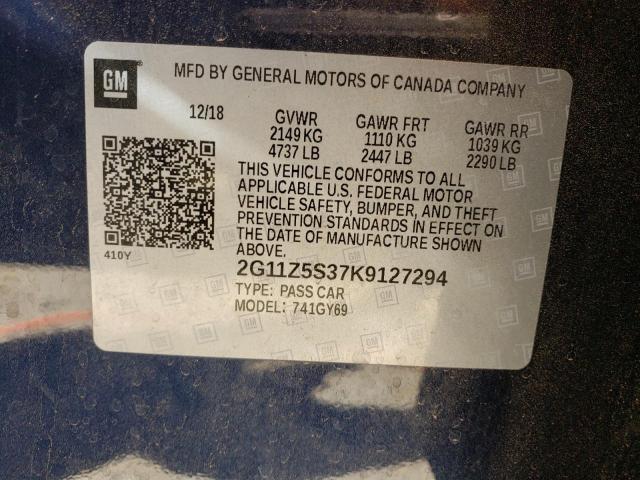 GM
MFD BY GENERAL MOTORS OF CANADA COMPANY
12/18
GVWR
2149 KG
4737 LB
GAWR FRT
1110 KG
2447 LB
GAWR RR
1039 KG
2290 LB
THIS VEHICLE CONFORMS TO ALL
APPLICABLE U.S. FEDERAL MOTOR
VEHICLE SAFETY, BUMPER, AND THEFT
PREVENTION STANDARDS IN EFFECT ON
THE DATE OF MANUFACTURE SHOWN
ABOVE.
410Y
2G11Z5S37K9127294
TYPE: PASS CAR
MODEL: 741GY69